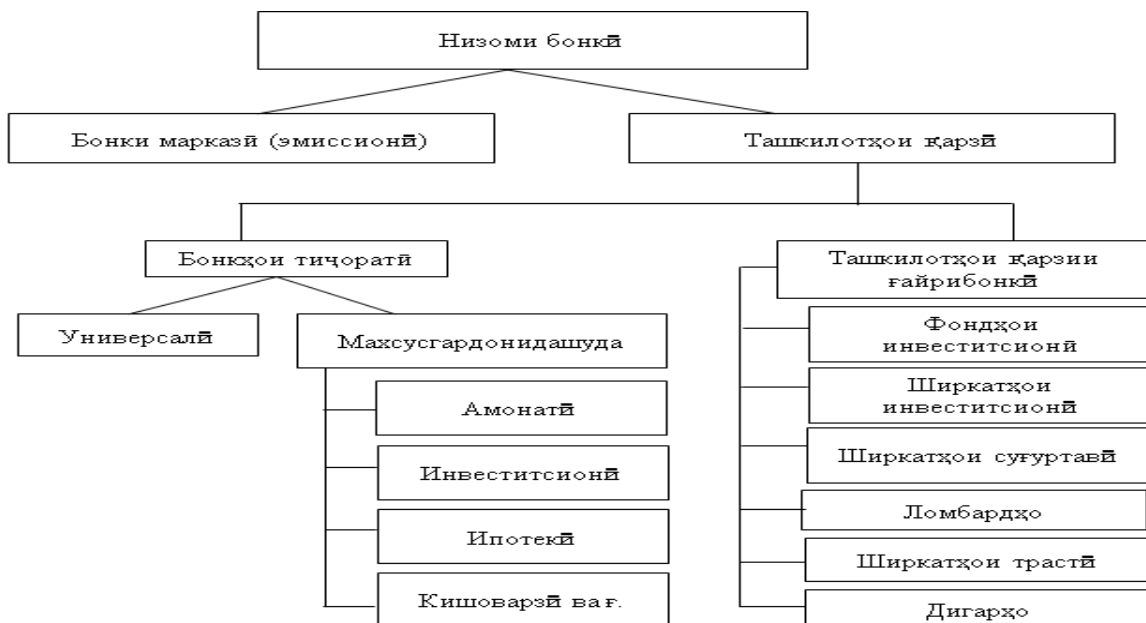 Низоми бонкӣ
Бонки марказӣ (эмиссионӣ)
Ташкилотҳои қарзӣ
Бонкҳои тиҷоратӣ
Ташкилотҳои қарзии
ғайрибонкӣ
Универсалӣ
Махсусгардонидашуда
Амонатӣ
Инвеститсионӣ
Ипотекӣ
Кишоварзӣ ва ғ.
Фондҳои
инвеститсионӣ
Ширкатҳои
инвеститсионӣ
Ширкатҳои суғуртавӣ
Ломбардҳо
Ширкатҳои трастӣ
Дигарҳо